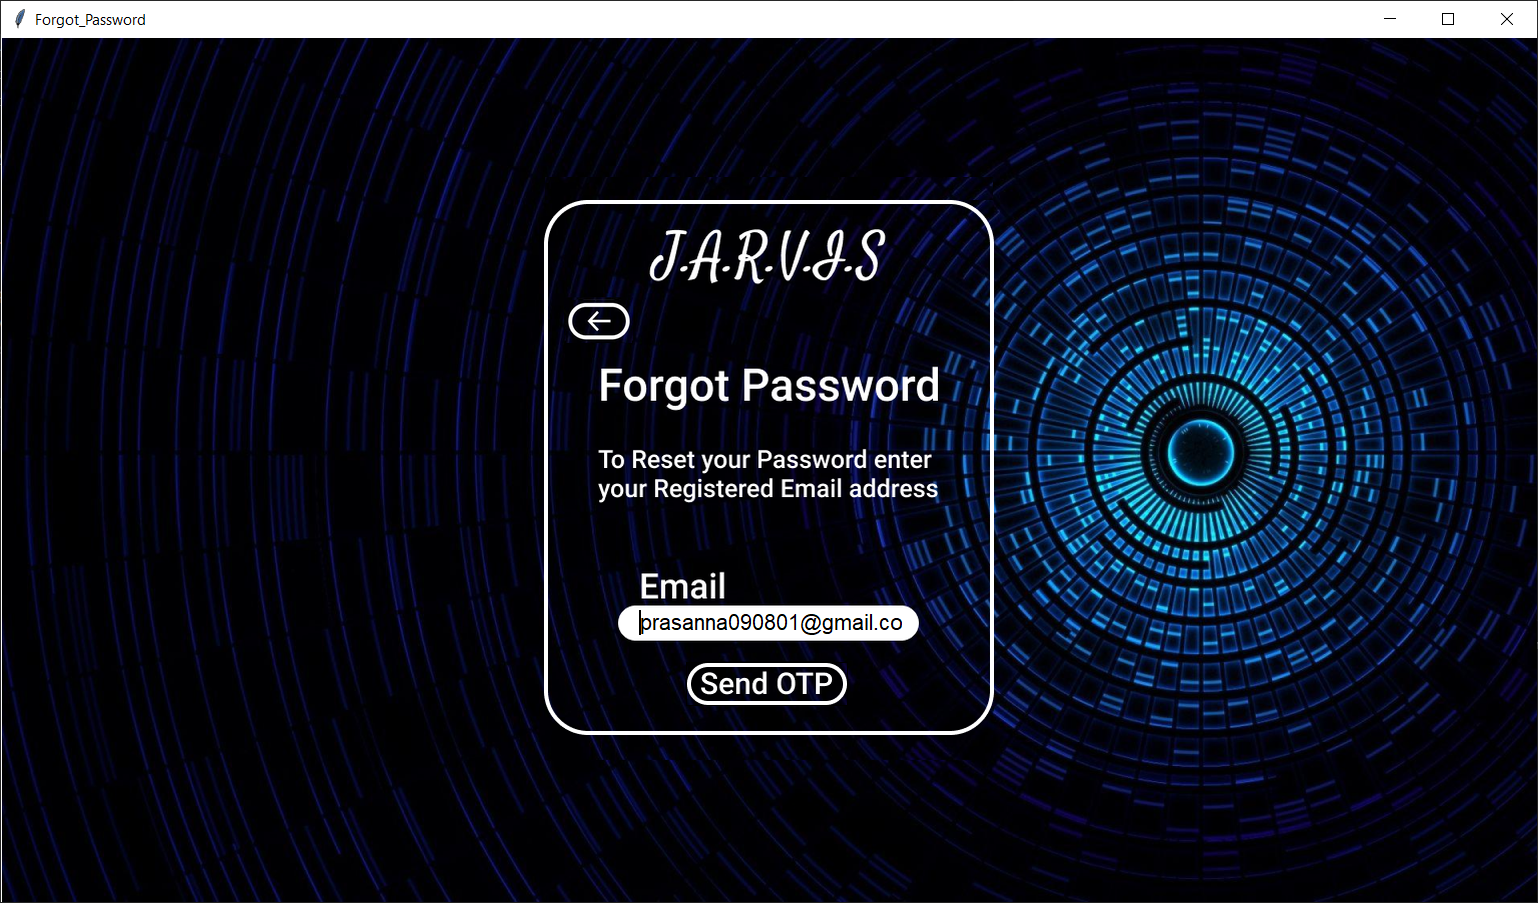 Forgot_Password
J.A.R.V.I.S
Forgot Password
To Reset your Password enter
your Registered Email address
Email
prasanna090801@gmail.co
Send OTP